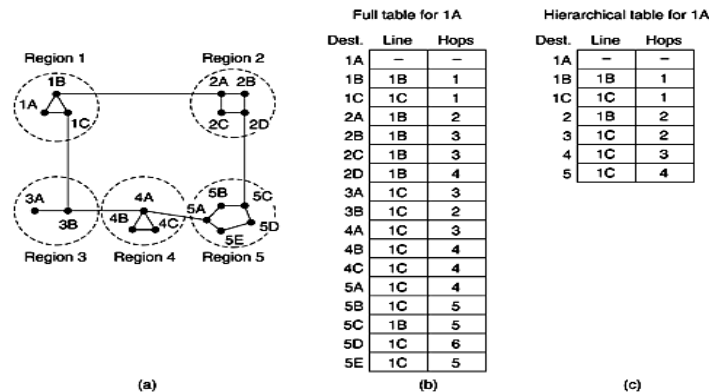 Full table for 1A
Hierarchical table for 1A
Dest. Line Hops
1A – –
1B 1B 1
1C 1C 1
2A 1B 2
2B 1B 3
2C 1B 3
2D 1B 4
3A 1C 3
3B 1C 2
4A 1C 3
4B 1C 4
4C 1C 4
5A 1C 4
5B 1C 5
5C 1B 5
5D 1C 6
5E 1C 5
Dest. Line Hops
1A – –
1B 1B 1
1C 1C 1
2 1B 2
3 1C 2
4 1C 3
5 1C 4
Region 1
Region 2
1B
1A
1C
2A 2B
2C 2D
3A
3B
4A
4B 4C
5B 5C
5A
5D
5E
Region 3
Region 4
Region 5
(a)
(b)
(c)